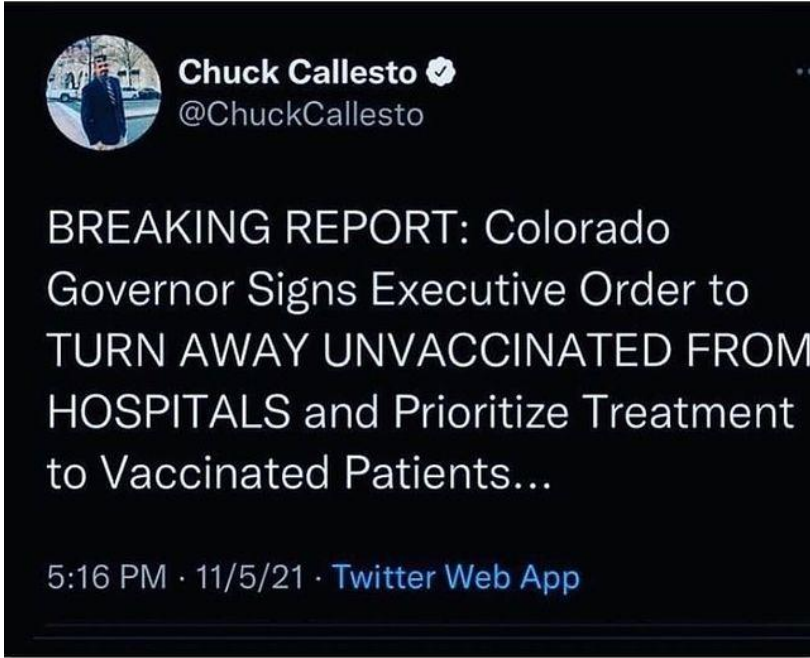 Chuck Callesto
@ChuckCallesto
BREAKING REPORT: Colorado
Governor Signs Executive Order to
TURN AWAY UNVACCINATED FROM
HOSPITALS and Prioritize Treatment
to Vaccinated Patients...
5:16 PM · 11/5/21 · Twitter Web App